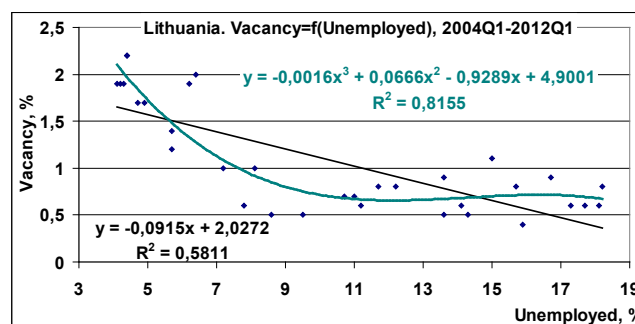 Lithuania. Vacancy=f(Unemployed), 2004Q1-2012Q1
2,5
y = -0,0016x³ + 0,0666x² - 0,9289x + 4,9001
R² = 0,8155
2
Vacancy, %
1,5
1
0,5
y = -0,0915x + 2,0272
R² = 0,5811
0
3 5 7 9 11 13 15 17 19
Unemployed, %